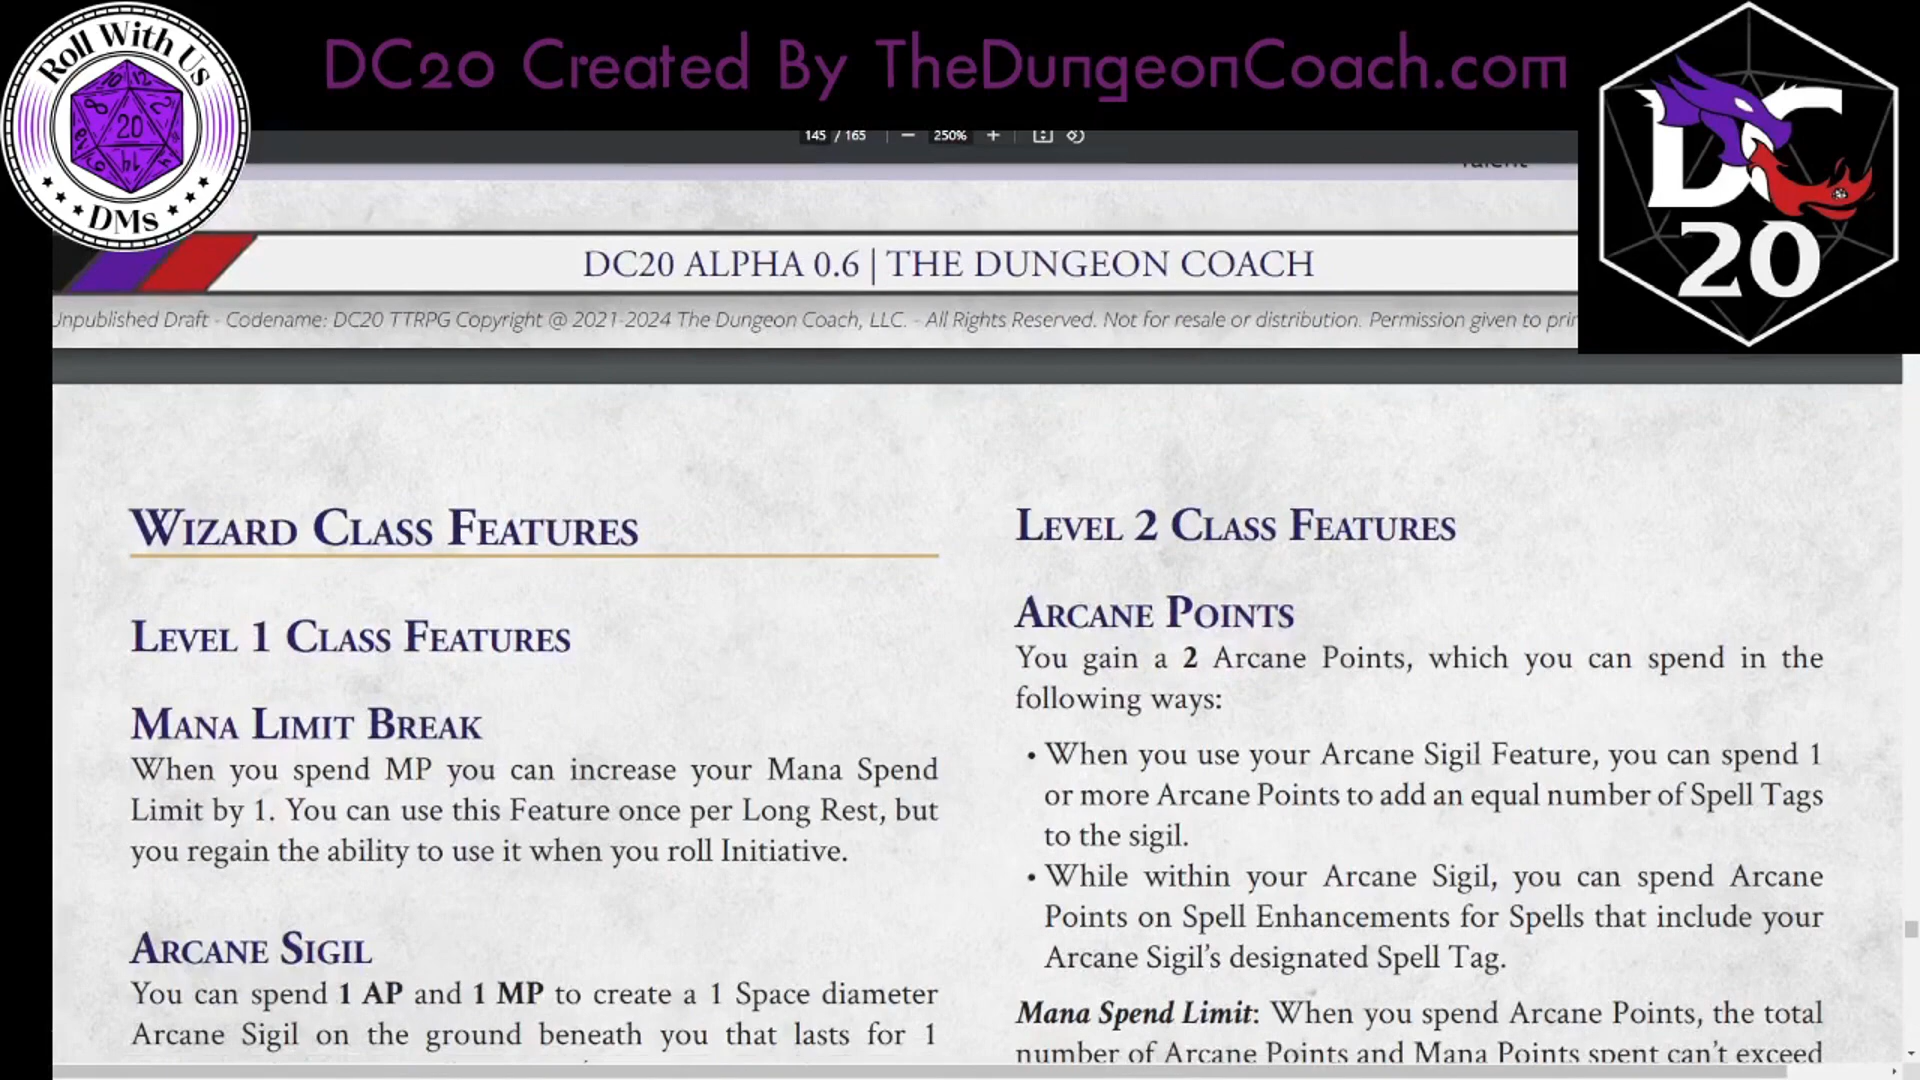 Roll With Us
20
DMs
DC20 Created By TheDungeonCoach.com
DC
20
145 / 165
250%
Talent
DC20 ALPHA 0.6 | THE DUNGEON COACH
Unpublished Draft - Codename: DC20 TTRPG Copyright @ 2021-2024 The Dungeon Coach, LLC. - All Rights Reserved. Not for resale or distribution. Permission given to prin
WIZARD CLASS FEATURES
LEVEL 1 CLASS FEATURES
MANA LIMIT BREAK
When you spend MP you can increase your Mana Spend
Limit by 1. You can use this Feature once per Long Rest, but
you regain the ability to use it when you roll Initiative.
ARCANE SIGIL
You can spend 1 AP and 1 MP to create a 1 Space diameter
Arcane Sigil on the ground beneath you that lasts for 1
LEVEL 2 CLASS FEATURES
ARCANE POINTS
You gain a 2 Arcane Points, which you can spend in the
following ways:
• When you use your Arcane Sigil Feature, you can spend 1
or more Arcane Points to add an equal number of Spell Tags
to the sigil.
• While within your Arcane Sigil, you can spend Arcane
Points on Spell Enhancements for Spells that include your
Arcane Sigil's designated Spell Tag.
Mana Spend Limit: When you spend Arcane Points, the total
number of Arcane Points and Mana Points spent can't exceed